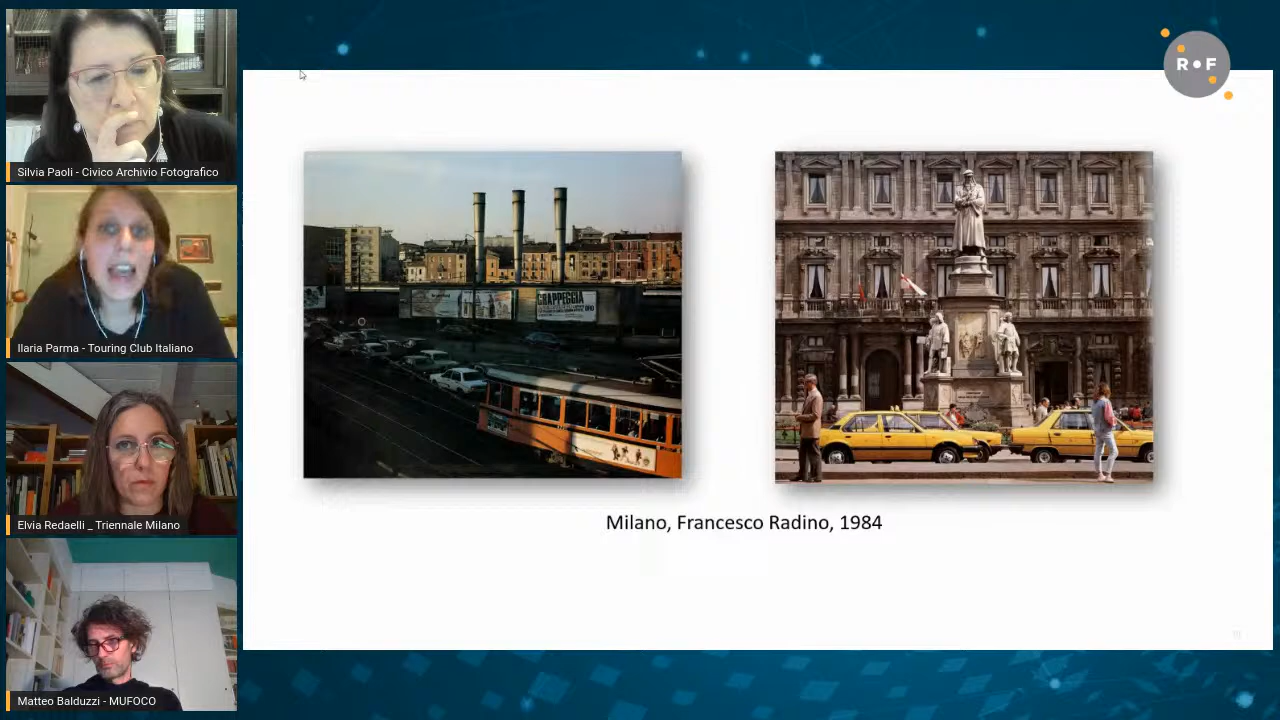 Silvia Paoli - Civico Archivio Fotografico
Ilaria Parma - Touring Club Italiano
Elvia Redaelli _ Triennale Milano
Matteo Balduzzi - MUFOCO
R•F
GRAPPEGGIA
Milano, Francesco Radino, 1984